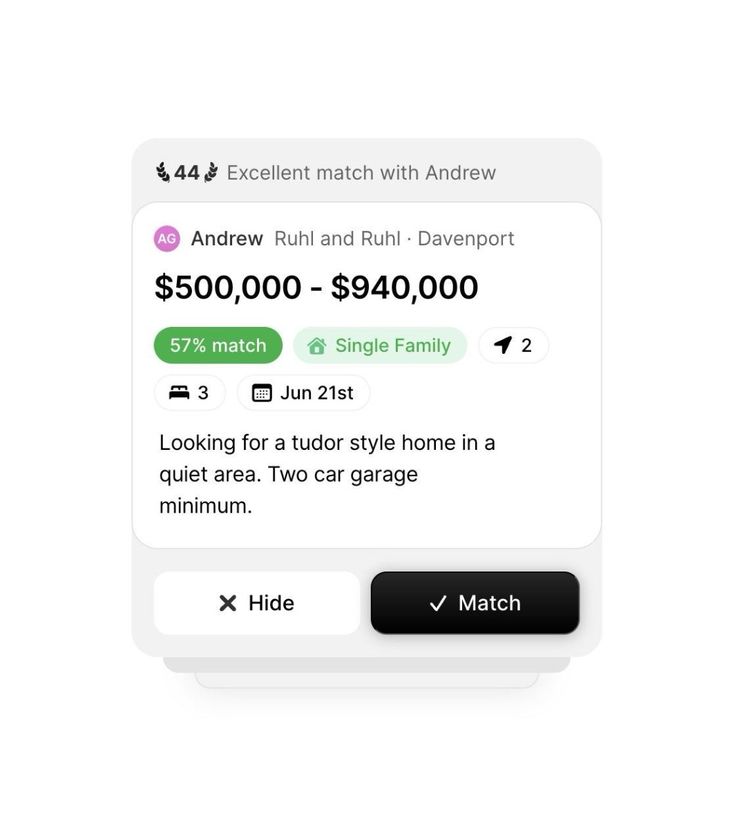 44 Excellent match with Andrew
AG Andrew Ruhl and Ruhl · Davenport
$500,000 - $940,000
57% match Single Family 2
3 Jun 21st
Looking for a tudor style home in a
quiet area. Two car garage
minimum.
Hide Match